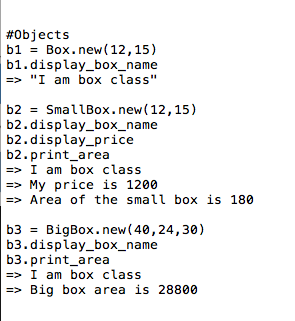 #Objects
b1 = Box.new(12,15)
b1.display_box_name
=> "I am box class"
b2 = SmallBox.new(12,15)
b2.display_box_name
b2.display_price
b2.print_area
=> I am box class
=> My price is 1200
=> Area of the small box is 180
b3 = BigBox.new(40,24,30)
b3.display_box_name
b3.print_area
=> I am box class
=> Big box area is 28800